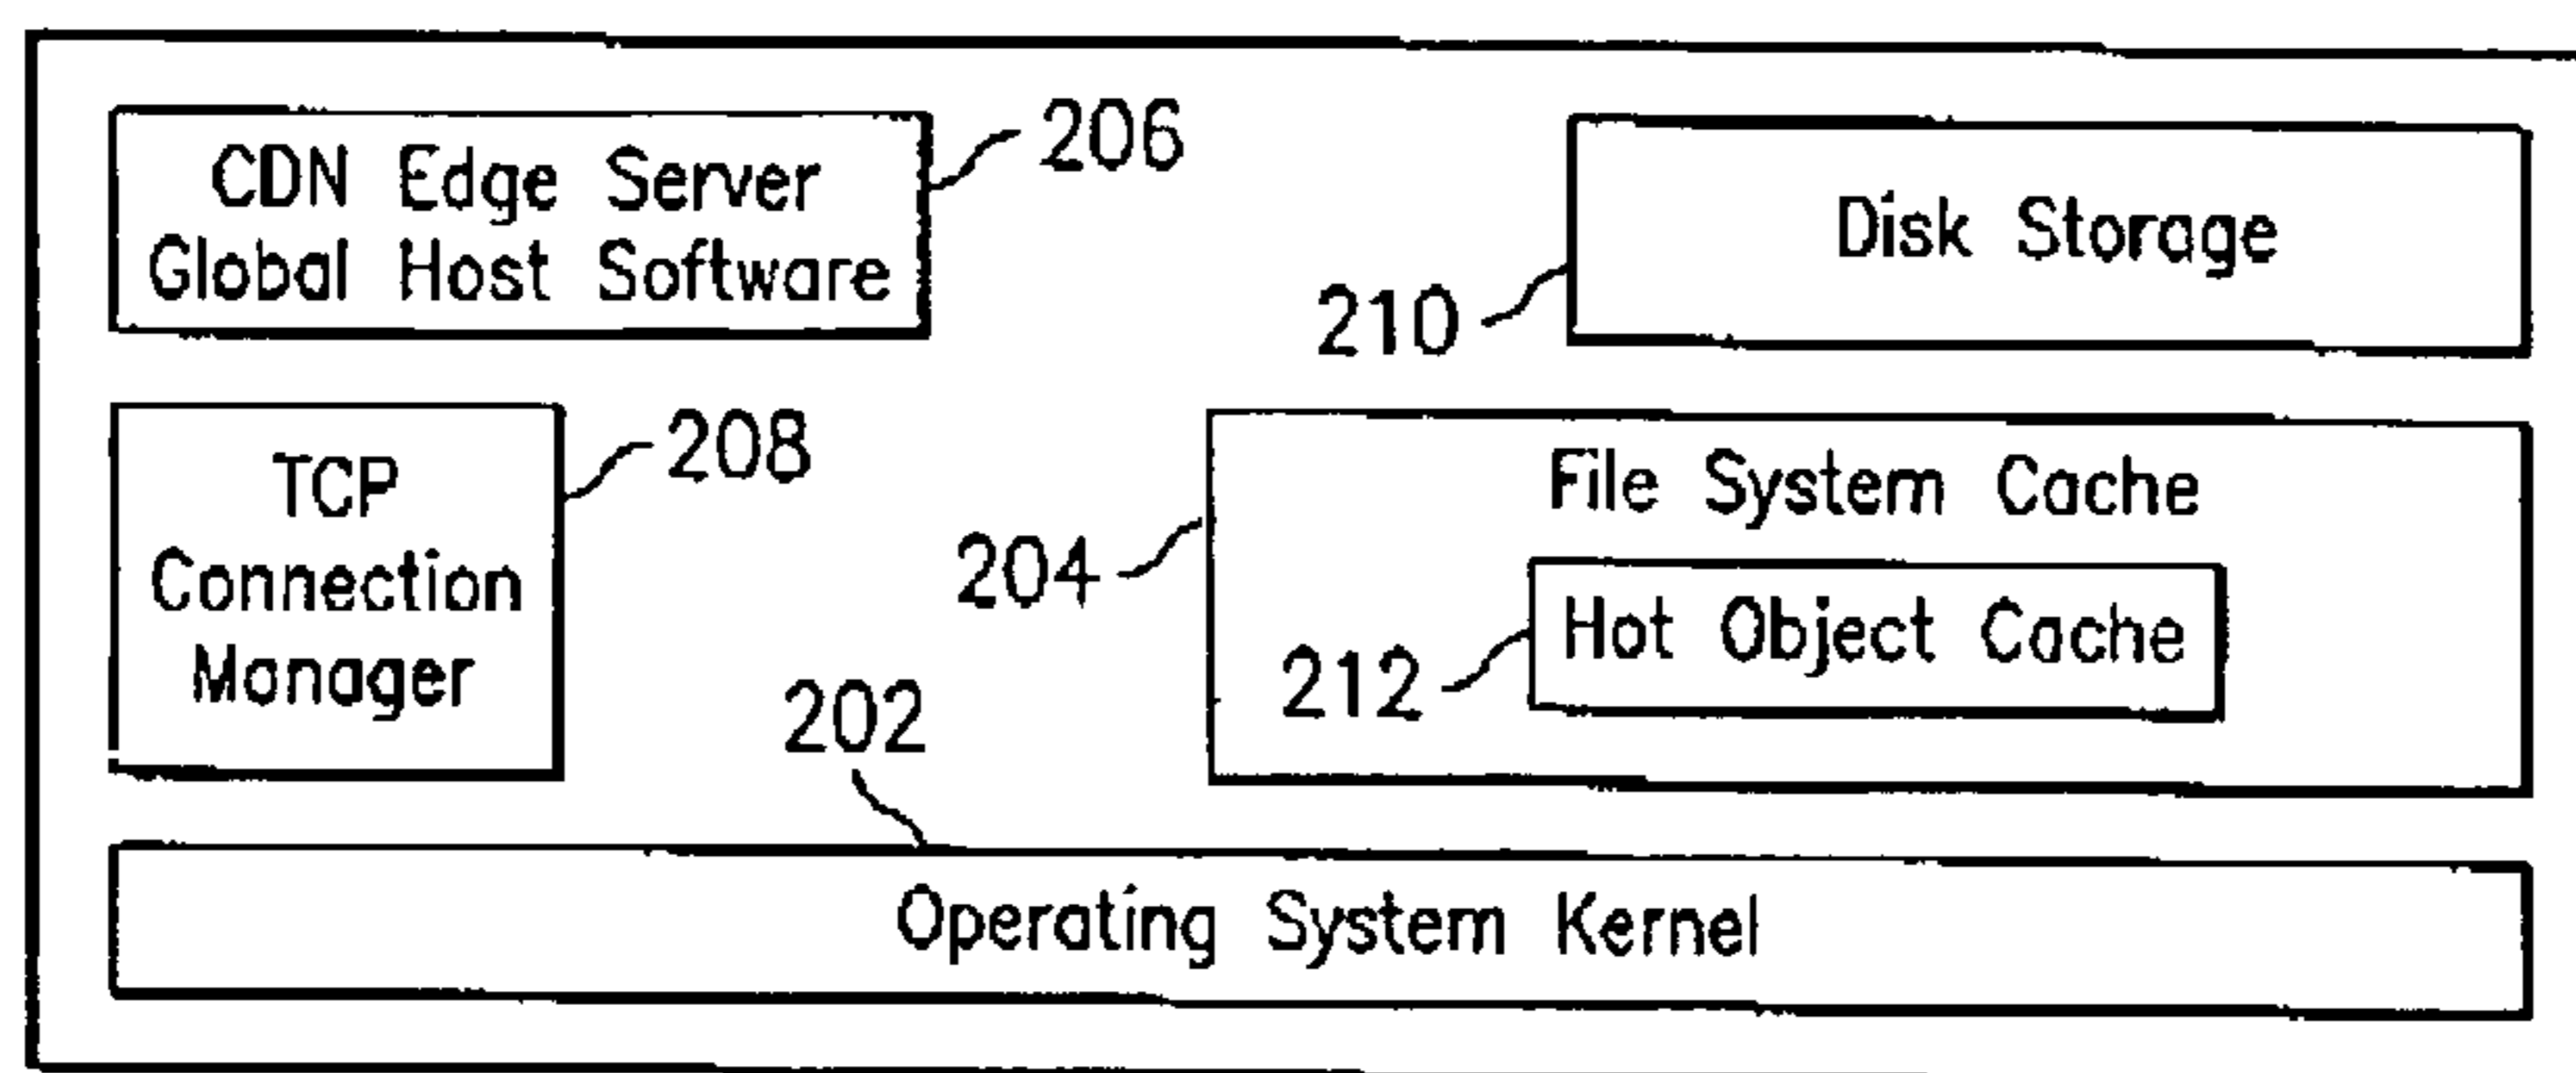 CDN Edge Server
Global Host Software
206
Disk Storage
210
TCP
Connection
Manager
208
File System Cache
204
Hot Object Cache
212
202
Operating System Kernel